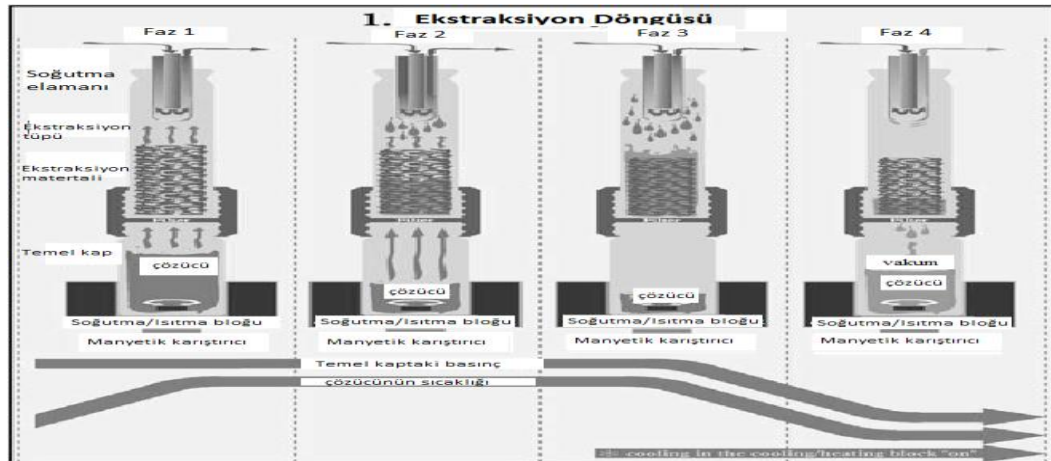 1. Ekstraksiyon Döngüsü
Faz 1
Faz 2
Faz 3
Faz 4
Soğutma
elamanı
Ekstraksiyon
tüpü
Ekstraksiyon
matertali
Temel kap
çözücü
çözücü
çözücü
vakum
çözücü
Soğutma/Isıtma bloğu
Soğutma/Isıtma bloğu
Soğutma/Isıtma bloğu
Soğutma/Isıtma bloğu
Manyetik karıştırıcı
Manyetik karıştırıcı
Manyetik karıştırıcı
Manyetik karıştırıcı
Temel kaptaki basınç
çözücünün sıcaklığı
cooling in the cooling/heating block "on"